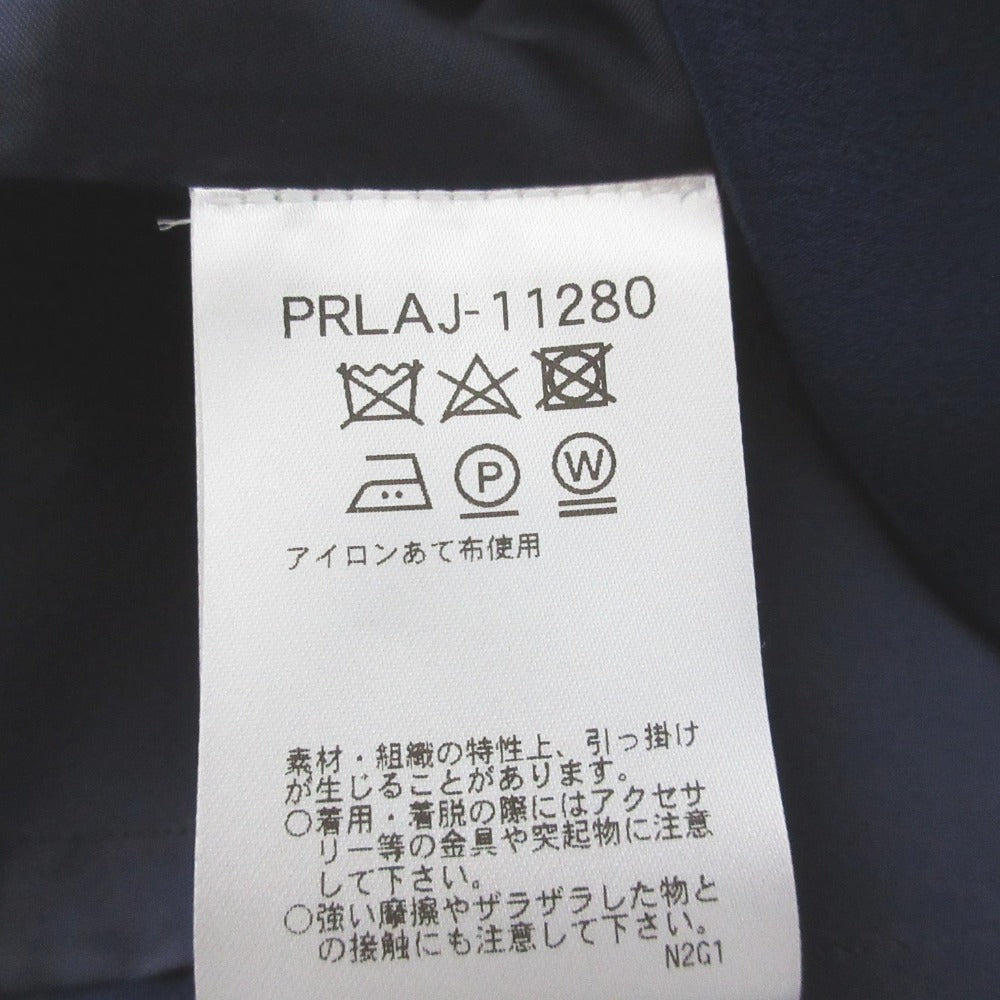 PRLAJ-11280
P W
アイロンあて布使用
素材・組織の特性上、引っ掛け
が生じることがあります。
○着用・着脱の際にはアクセサ
リー等の金具や突起物に注意
して下さい。
○強い摩擦やザラザラした物と
の接触にも注意して下さい。
N2G1